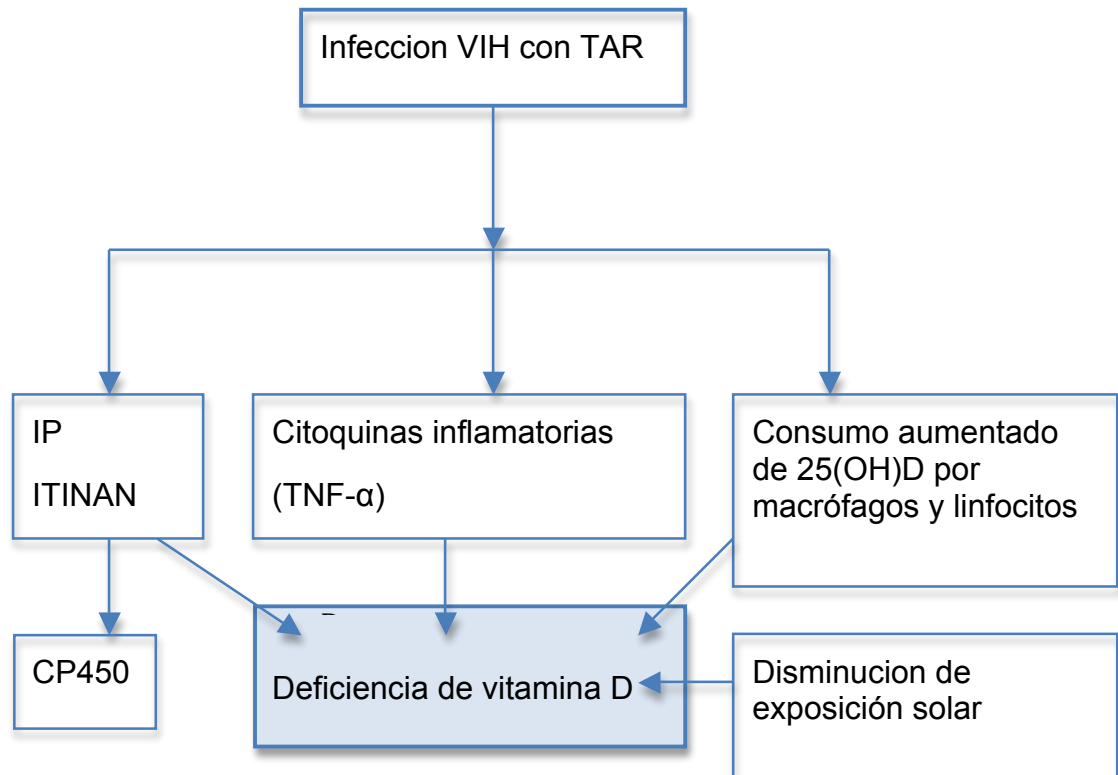 Infeccion VIH con TAR
IP
ITINAN
Citoquinas inflamatorias
(TNF-α)
Consumo aumentado
de 25(OH)D por
macrófagos y linfocitos
CP450
Deficiencia de vitamina D
Disminucion de
exposición solar